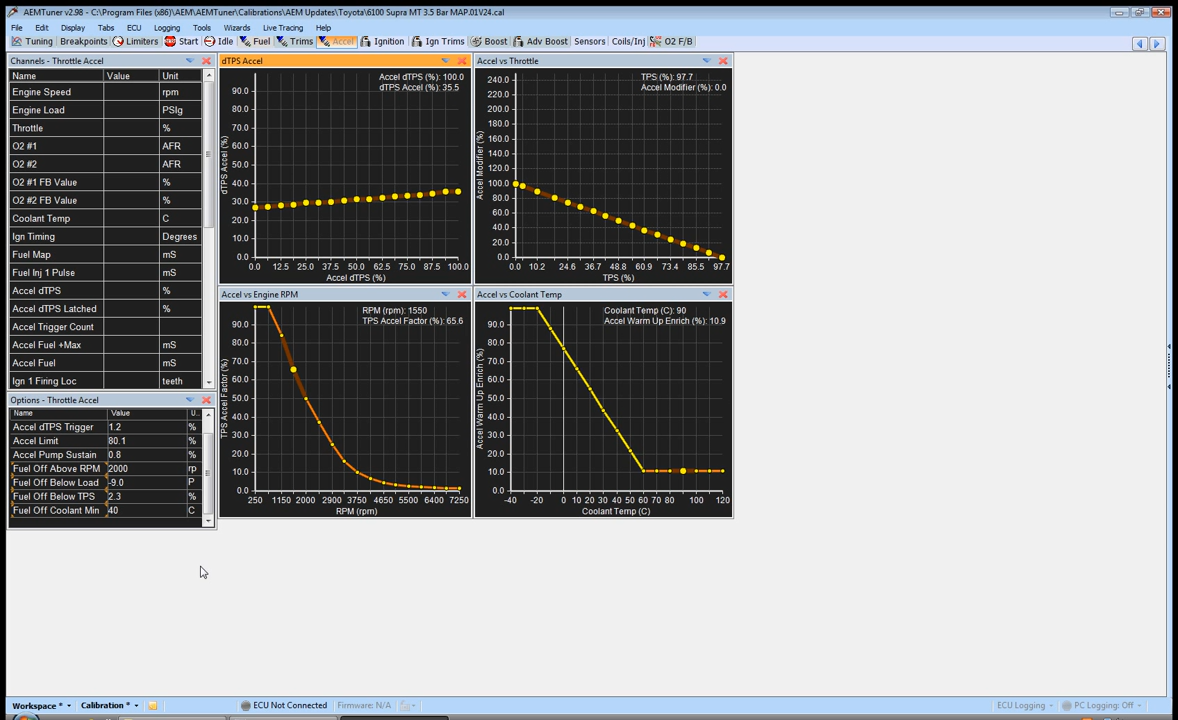 AEMTuner v2.98 - C:\Program Files (x86)\AEM\AEMTuner\Calibrations\AEM Updates\Toyota\6100 Supra MT 3.5 Bar MAP.01V24.cal
File Edit Display Tabs ECU Logging Tools Wizards Live Tracing Help
Tuning Breakpoints Limiters Start Idle Fuel Trims Accel Ignition Ign Trims Boost Adv Boost Sensors Coils/Inj O2 F/B
Channels - Throttle Accel
Name Value Unit
Engine Speed rpm
Engine Load PSIg
Throttle %
O2 #1 AFR
O2 #2 AFR
O2 #1 FB Value %
O2 #2 FB Value %
Coolant Temp C
Ign Timing Degrees
Fuel Map mS
Fuel Inj 1 Pulse mS
Accel dTPS %
Accel dTPS Latched %
Accel Trigger Count
Accel Fuel +Max mS
Accel Fuel mS
Ign 1 Firing Loc teeth
Options - Throttle Accel
Name Value U..
Accel dTPS Trigger 1.2 %
Accel Limit 80.1 %
Accel Pump Sustain 0.8 %
Fuel Off Above RPM 2000 rp
Fuel Off Below Load -9.0 P
Fuel Off Below TPS 2.3 %
Fuel Off Coolant Min 40 C
dTPS Accel
Accel dTPS (%): 100.0
dTPS Accel (%): 35.5
dTPS Accel (%)
90.0
80.0
70.0
60.0
50.0
40.0
30.0
20.0
10.0
0.0
0.0 12.5 25.0 37.5 50.0 62.5 75.0 87.5 100.0
Accel dTPS (%)
Accel vs Throttle
TPS (%): 97.7
Accel Modifier (%): 0.0
Accel Modifier (%)
240.0
220.0
200.0
180.0
160.0
140.0
120.0
100.0
80.0
60.0
40.0
20.0
0.0
0.0 10.2 24.6 36.7 48.8 60.9 73.4 85.5 97.7
TPS (%)
Accel vs Engine RPM
RPM (rpm): 1550
TPS Accel Factor (%): 65.6
TPS Accel Factor (%)
90.0
80.0
70.0
60.0
50.0
40.0
30.0
20.0
10.0
0.0
250 1150 2000 2900 3750 4650 5500 6400 7250
RPM (rpm)
Accel vs Coolant Temp
Coolant Temp (C): 90
Accel Warm Up Enrich (%): 10.9
Accel Warm Up Enrich (%)
90.0
80.0
70.0
60.0
50.0
40.0
30.0
20.0
10.0
0.0
-40 -20 0 10 20 30 40 50 60 70 80 100 120
Coolant Temp (C)
Workspace * Calibration * ECU Not Connected Firmware: N/A ECU Logging PC Logging: Off